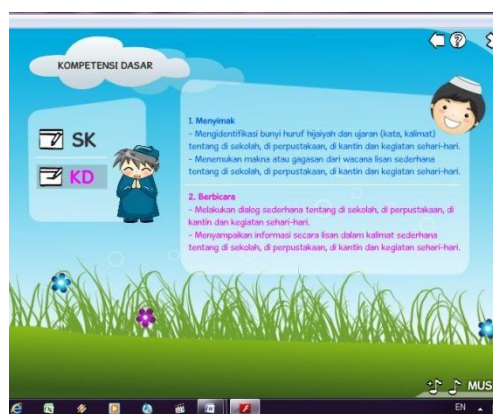 KOMPETENSI DASAR
SK
KD
1. Menyimak
- Mengidentifikasi bunyi huruf hijaiyah dan ujaran (kata, kalimat)
tentang di sekolah, di perpustakaan, di kantin dan kegiatan sehari-hari.
- Menemukan makna atau gagasan dari wacana lisan sederhana
tentang di sekolah, di perpustakaan, di kantin dan kegiatan sehari-hari.
2. Berbicara
- Melakukan dialog sederhana tentang di sekolah, di perpustakaan, di
kantin dan kegiatan sehari-hari.
- Menyampaikan informasi secara lisan dalam kalimat sederhana
tentang di sekolah, di perpustakaan, di kantin dan kegiatan sehari-hari.
MUS
EN